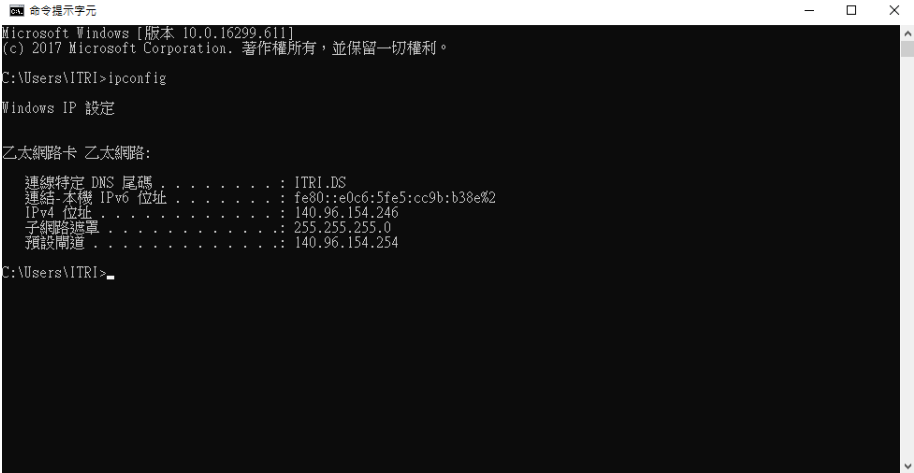 命令提示字元
Microsoft Windows [版本 10.0.16299.611]
(c) 2017 Microsoft Corporation. 著作權所有，並保留一切權利。
C:\Users\ITRI>ipconfig
Windows IP 設定
乙太網路卡 乙太網路:
連線特定 DNS 尾碼 . . . . . . . . : ITRI.DS
連結-本機 IPv6 位址 . . . . . . . : fe80::e0c6:5fe5:cc9b:b38e%2
IPv4 位址 . . . . . . . . . . . . : 140.96.154.246
子網路遮罩 . . . . . . . . . . . .: 255.255.255.0
預設閘道 . . . . . . . . . . . . .: 140.96.154.254
C:\Users\ITRI>